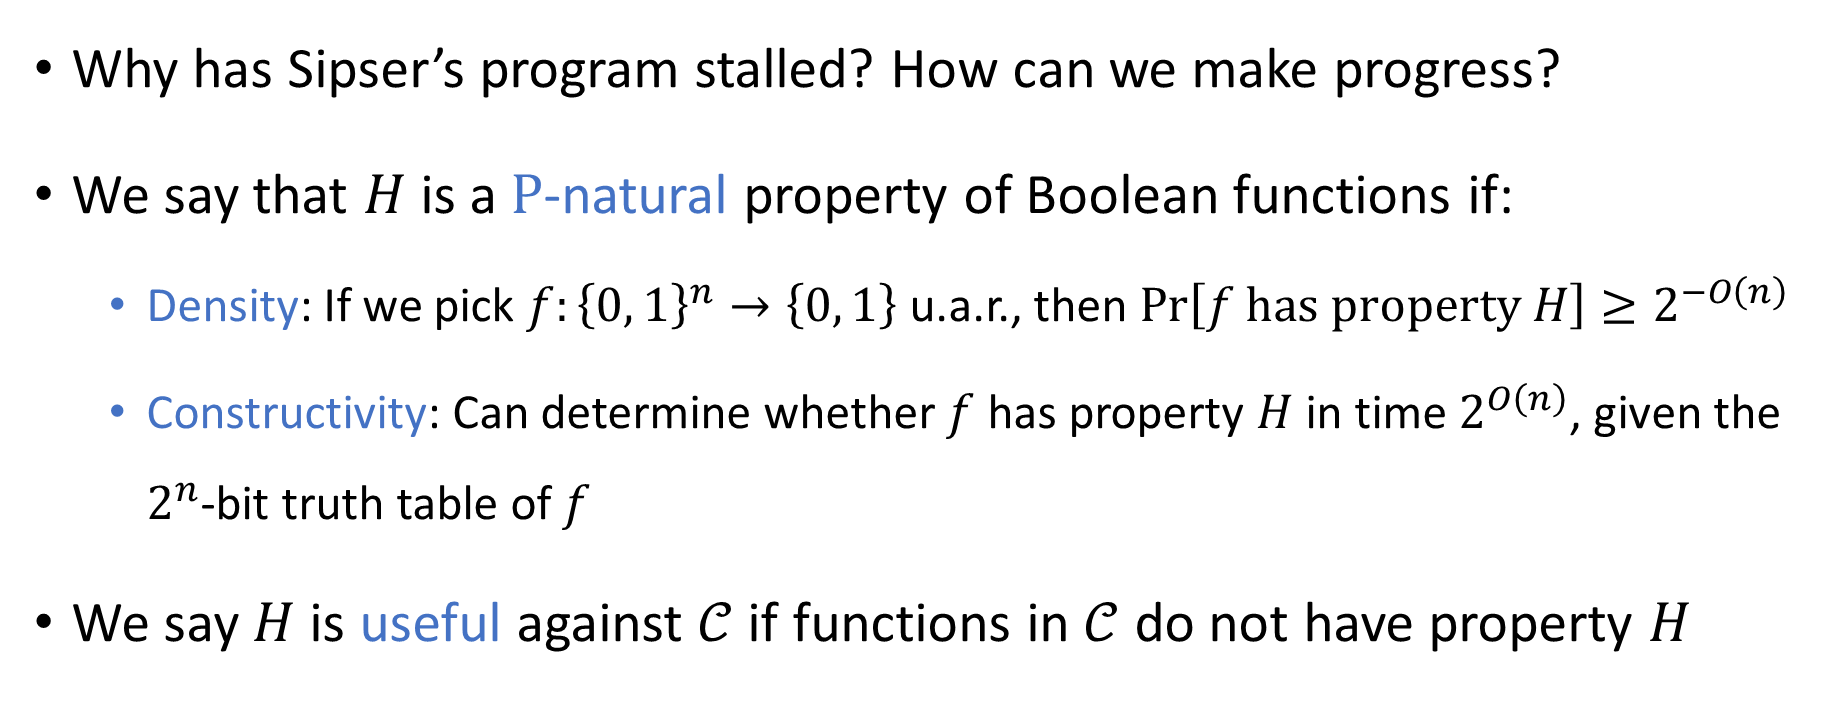 • Why has Sipser’s program stalled? How can we make progress?
• We say that 𝐻 is a P-natural property of Boolean functions if:
• Density: If we pick 𝑓: {0, 1}ⁿ → {0, 1} u.a.r., then Pr[𝑓 has property 𝐻] ≥ 2^{−𝑂(𝑛)}
• Constructivity: Can determine whether 𝑓 has property 𝐻 in time 2^{𝑂(𝑛)}, given the
2ⁿ-bit truth table of 𝑓
• We say 𝐻 is useful against 𝒞 if functions in 𝒞 do not have property 𝐻